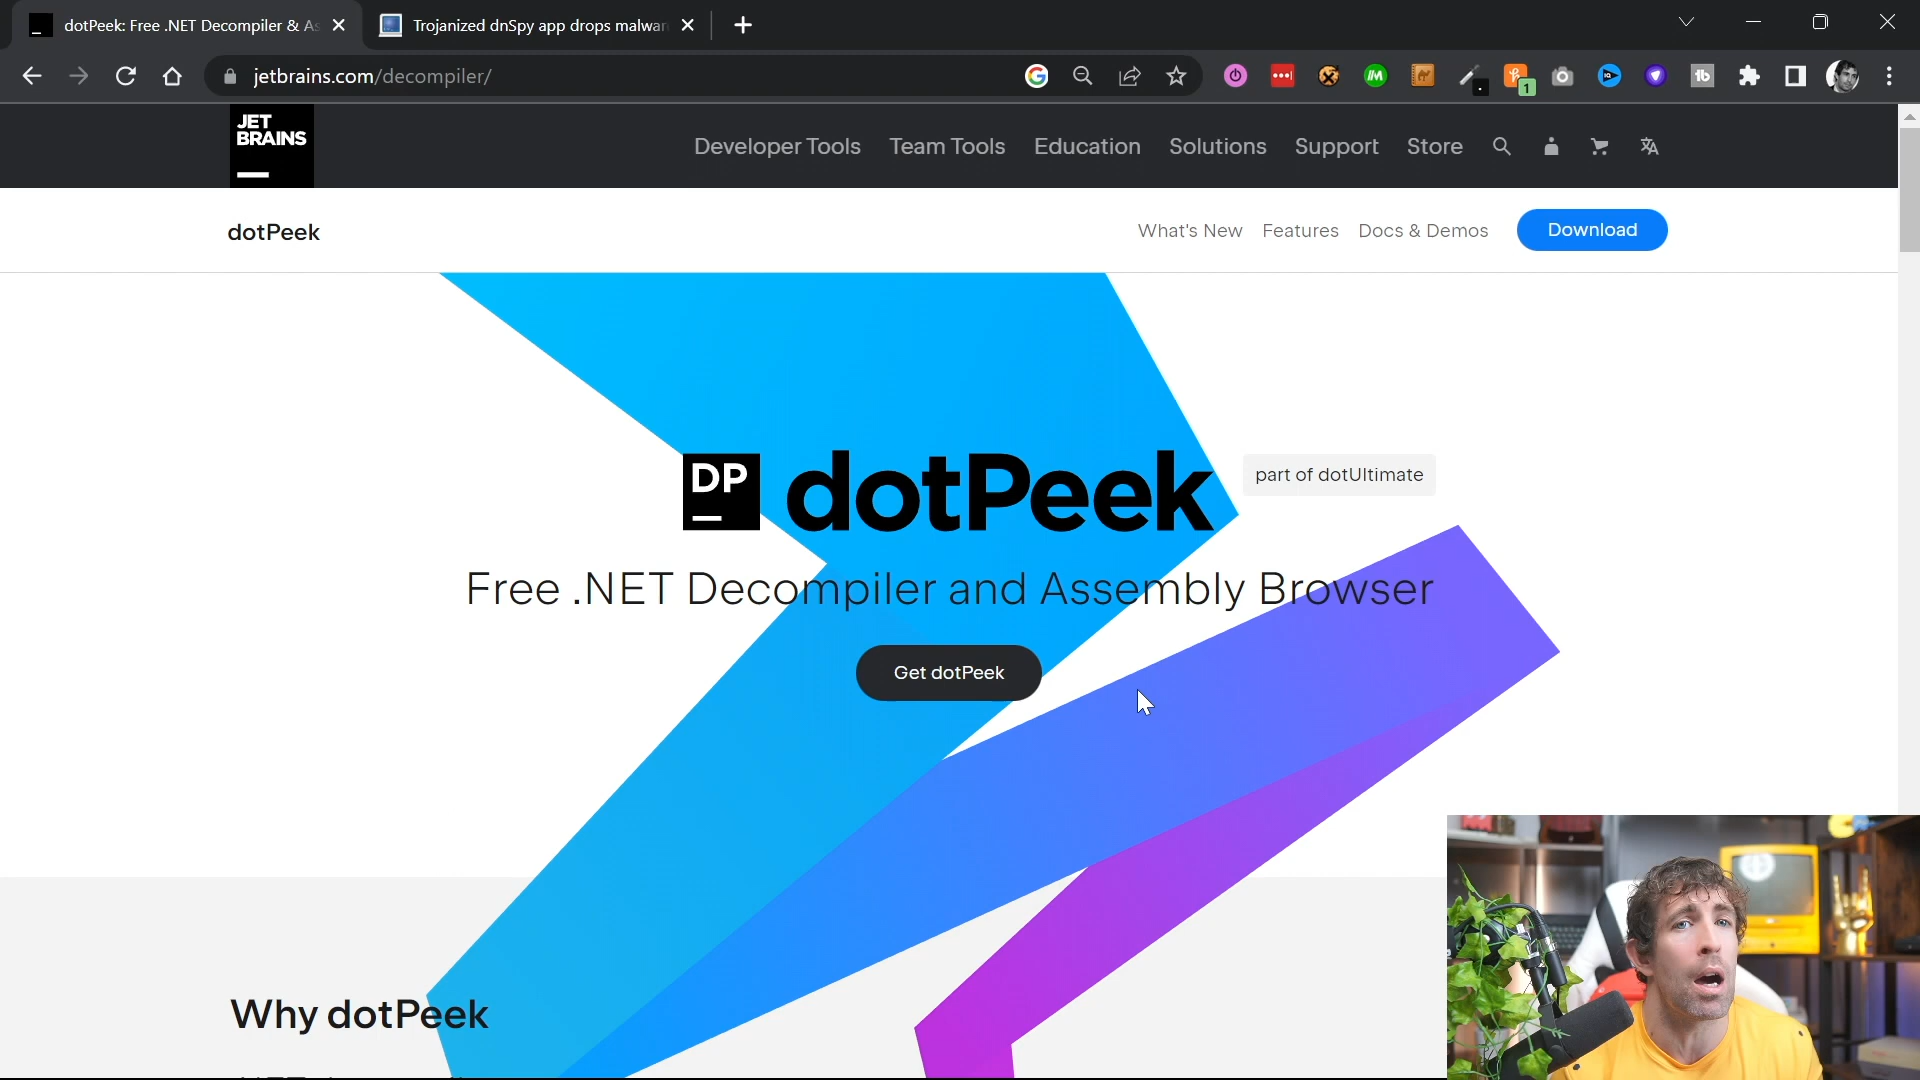 dotPeek: Free .NET Decompiler & As
Trojanized dnSpy app drops malwar
jetbrains.com/decompiler/
1
JET
BRAINS
Developer Tools
Team Tools
Education
Solutions
Support
Store
dotPeek
What's New
Features
Docs & Demos
Download
DP
dotPeek
part of dotUltimate
Free .NET Decompiler and Assembly Browser
Get dotPeek
Why dotPeek